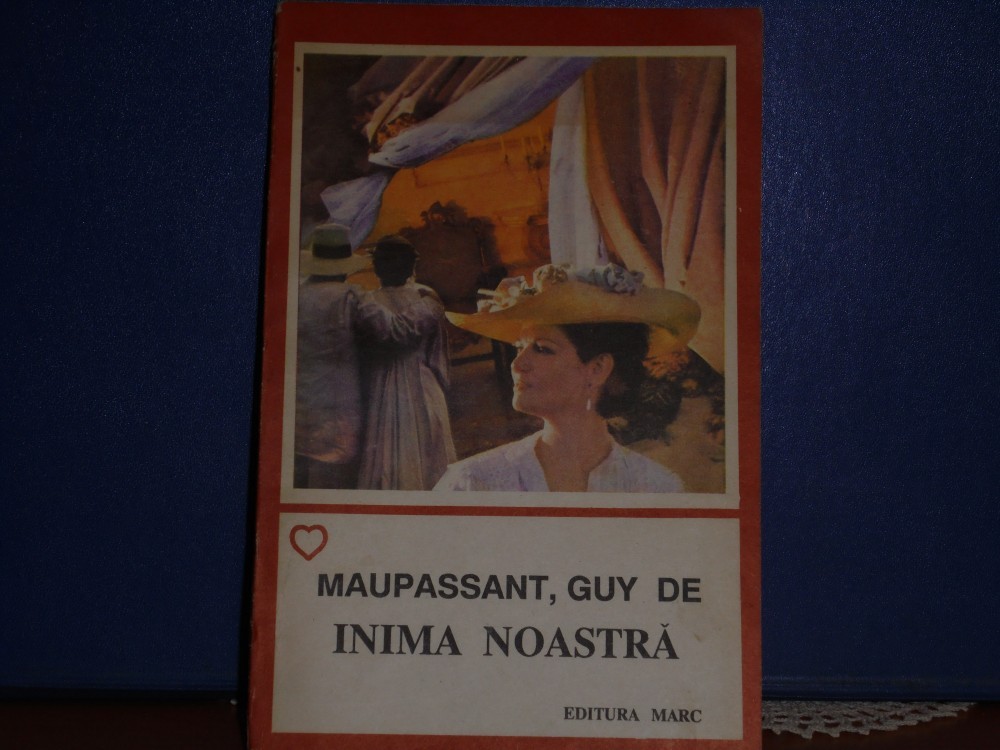 MAUPASSANT, GUY DE
INIMA NOASTRĂ
EDITURA MARC